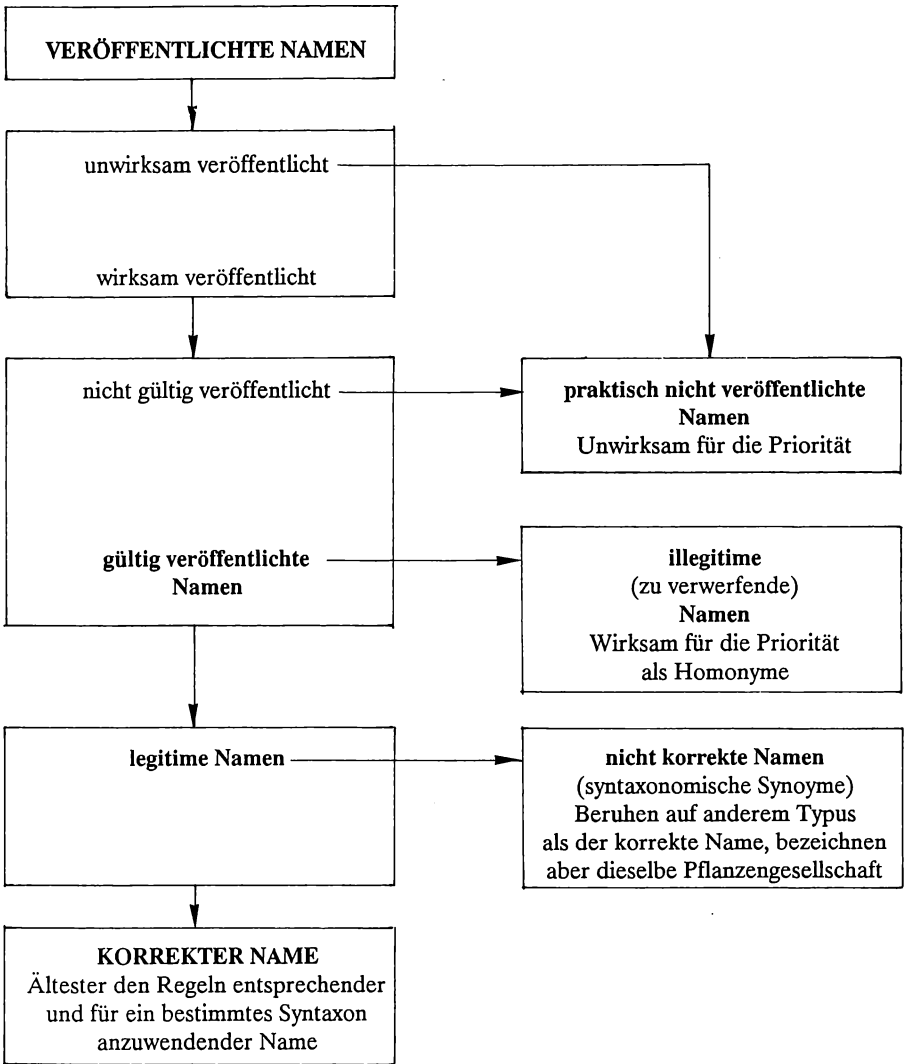 VERÖFFENTLICHTE NAMEN
unwirksam veröffentlicht
wirksam veröffentlicht
nicht gültig veröffentlicht
praktisch nicht veröffentlichte
Namen
Unwirksam für die Priorität
gültig veröffentlichte
Namen
illegitime
(zu verwerfende)
Namen
Wirksam für die Priorität
als Homonyme
legitime Namen
nicht korrekte Namen
(syntaxonomische Synoyme)
Beruhen auf anderem Typus
als der korrekte Name, bezeichnen
aber dieselbe Pflanzengesellschaft
KORREKTER NAME
Ältester den Regeln entsprechender
und für ein bestimmtes Syntaxon
anzuwendender Name